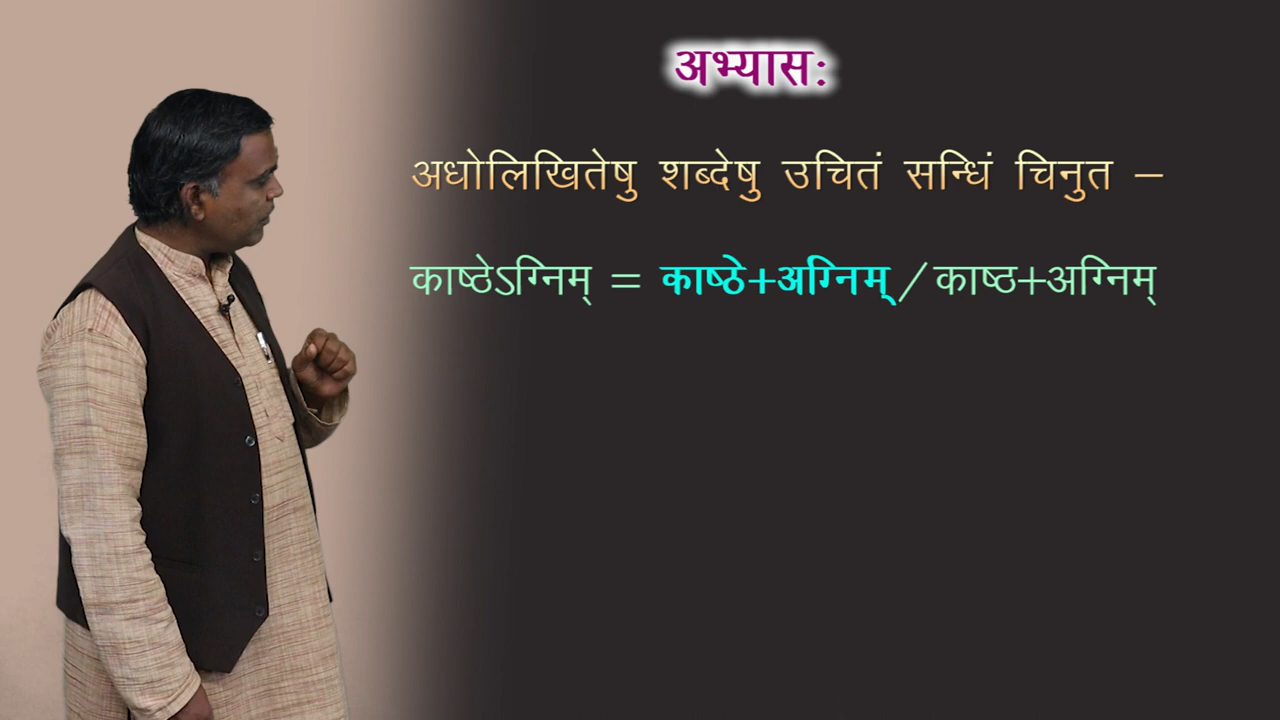 अभ्यासः
अधोलिखितेषु शब्देषु उचितं सन्धिं चिनुत –
काष्ठेऽग्निम् = काष्ठे+अग्निम्/काष्ठ+अग्निम्